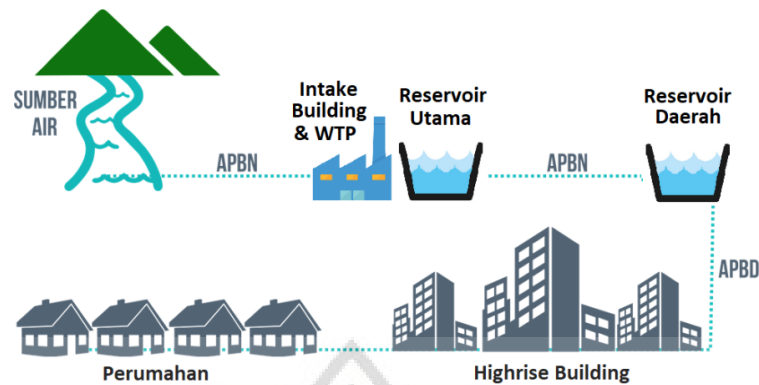 SUMBER
AIR
APBN
Intake
Building
& WTP
Reservoir
Utama
APBN
Reservoir
Daerah
APBD
Perumahan
Highrise Building